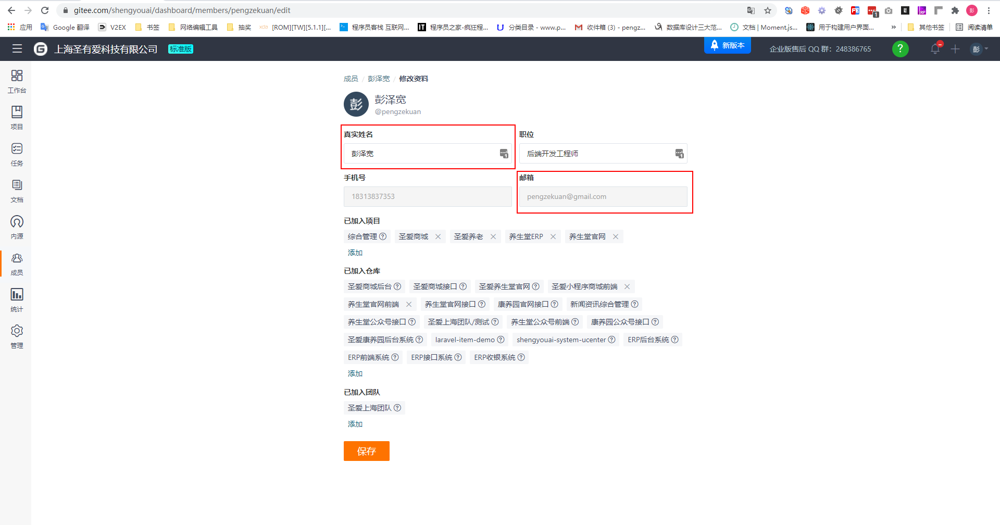 gitee.com/shengyouai/dashboard/members/pengzekuan/edit
应用 Google 翻译 V2EX 书签 网络编辑工具 抽奖 xda [ROM][TW][5.1.1][... 程序员客栈 互联网... IT 程序员之家-疯狂程... 分类目录 - www.p... 收件箱 (3) - pengz... 数据库设计三大范... 文档 | Moment.js... 用于构建用户界面... » 其他书签 阅读清单
上海圣有爱科技有限公司 标准版 新版本 企业版售后 QQ 群：248386765 ? 彭
工作台
项目
任务
文档
内源
成员
统计
管理
成员 / 彭泽宽 / 修改资料
彭 彭泽宽
@pengzekuan
真实姓名 职位
彭泽宽 后端开发工程师
手机号 邮箱
18313837353 pengzekuan@gmail.com
已加入项目
综合管理 圣爱商城 圣爱养老 养生堂ERP 养生堂官网
添加
已加入仓库
圣爱商城后台 圣爱商城接口 圣爱养生堂官网 圣爱小程序商城前端
养生堂官网前端 养生堂官网接口 康养园官网接口 新闻资讯综合管理
养生堂公众号接口 圣爱上海团队/测试 养生堂公众号前端 康养园公众号接口
圣爱康养园后台系统 laravel-item-demo shengyouai-system-ucenter ERP后台系统
ERP前端系统 ERP接口系统 ERP收银系统
添加
已加入团队
圣爱上海团队
添加
保存